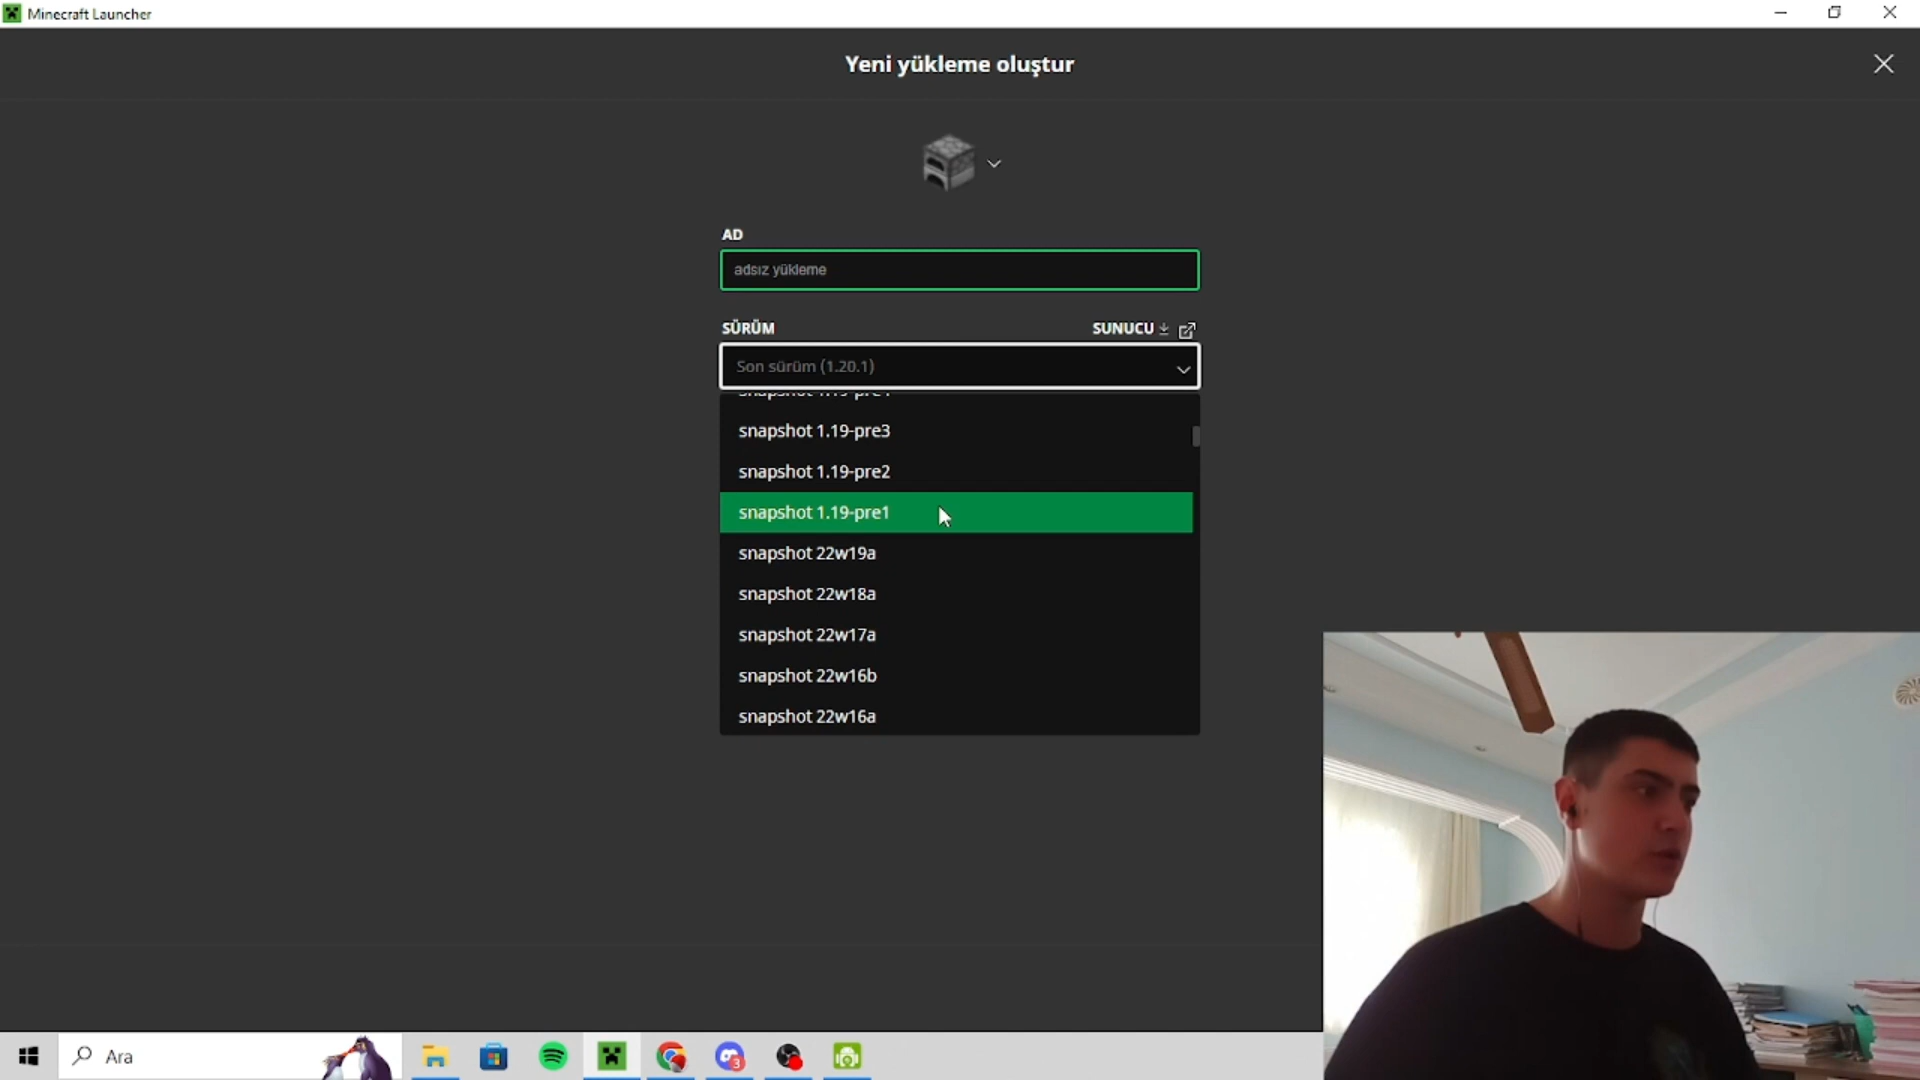 Minecraft Launcher
Yeni yükleme oluştur
AD
adsız yükleme
SÜRÜM
SUNUCU
Son sürüm (1.20.1)
snapshot 1.19-pre3
snapshot 1.19-pre2
snapshot 1.19-pre1
snapshot 22w19a
snapshot 22w18a
snapshot 22w17a
snapshot 22w16b
snapshot 22w16a
Ara
3